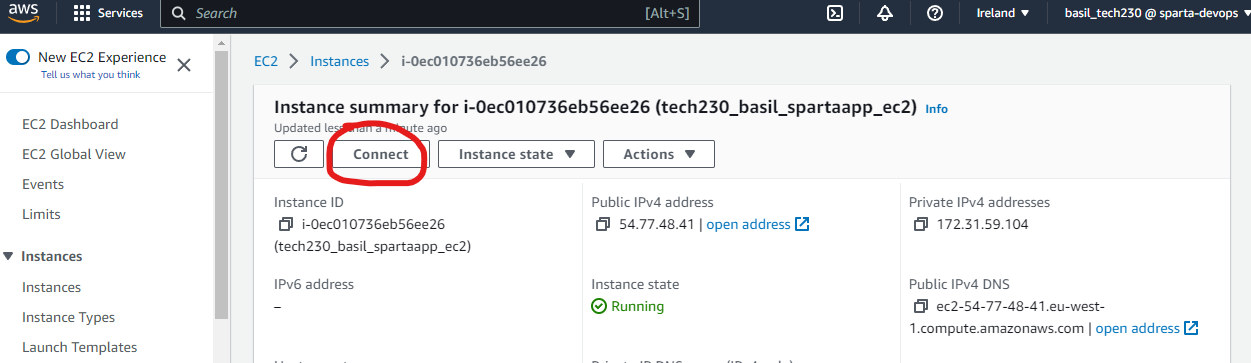 aws
Services
Search
[Alt+S]
Ireland ▼
basil_tech230 @ sparta-devops ▼
New EC2 Experience
Tell us what you think
EC2 Dashboard
EC2 Global View
Events
Limits
Instances
Instances
Instance Types
Launch Templates
EC2 > Instances > i-0ec010736eb56ee26
Instance summary for i-0ec010736eb56ee26 (tech230_basil_spartaapp_ec2) Info
Updated less than a minute ago
Connect
Instance state ▼
Actions ▼
Instance ID
i-0ec010736eb56ee26
(tech230_basil_spartaapp_ec2)
Public IPv4 address
54.77.48.41 | open address
Private IPv4 addresses
172.31.59.104
IPv6 address
–
Instance state
Running
Public IPv4 DNS
ec2-54-77-48-41.eu-west-
1.compute.amazonaws.com | open address